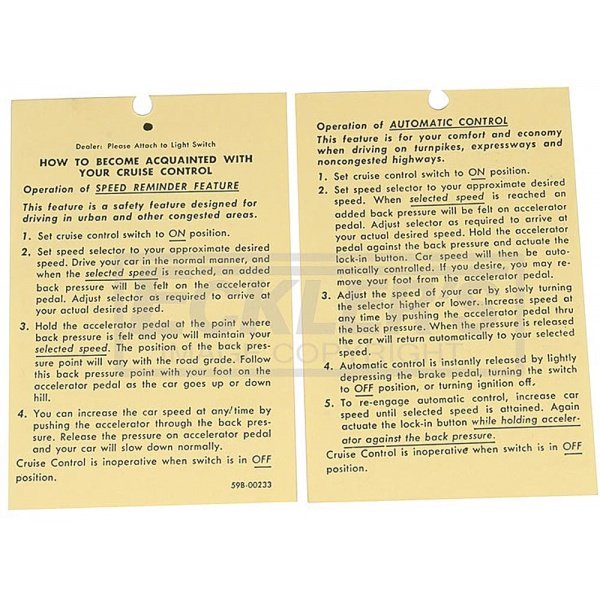 Dealer: Please Attach to Light Switch
HOW TO BECOME ACQUAINTED WITH
YOUR CRUISE CONTROL
Operation of SPEED REMINDER FEATURE
This feature is a safety feature designed for
driving in urban and other congested areas.
1. Set cruise control switch to ON position.
2. Set speed selector to your approximate desired
speed. Drive your car in the normal manner, and
when the selected speed is reached, an added
back pressure will be felt on the accelerator
pedal. Adjust selector as required to arrive at
your actual desired speed.
3. Hold the accelerator pedal at the point where
back pressure is felt and you will maintain your
selected speed. The position of the back pres-
sure point will vary with the road grade. Follow
this back pressure point with your foot on the
accelerator pedal as the car goes up or down
hill.
4. You can increase the car speed at any time by
pushing the accelerator through the back pres-
sure. Release the pressure on accelerator pedal
and your car will slow down normally.
Cruise Control is inoperative when switch is in OFF
position.
59B-00233
Operation of AUTOMATIC CONTROL
This feature is for your comfort and economy
when driving on turnpikes, expressways and
noncongested highways.
1. Set cruise control switch to ON position.
2. Set speed selector to your approximate desired
speed. When selected speed is reached an
added back pressure will be felt on accelerator
pedal. Adjust selector as required to arrive at
your actual desired speed. Hold the accelerator
pedal against the back pressure and actuate the
lock-in button. Car speed will then be auto-
matically controlled. If you desire, you may re-
move your foot from the accelerator pedal.
3. Adjust the speed of your car by slowly turning
the selector higher or lower. Increase speed at
any time by pushing the accelerator pedal thru
the back pressure. When the pressure is released
the car will return automatically to your selected
speed.
4. Automatic control is instantly released by lightly
depressing the brake pedal, turning the switch
to OFF position, or turning ignition off.
5. To re-engage automatic control, increase car
speed until selected speed is attained. Again
actuate the lock-in button while holding acceler-
ator against the back pressure.
Cruise Control is inoperative when switch is in OFF
position.